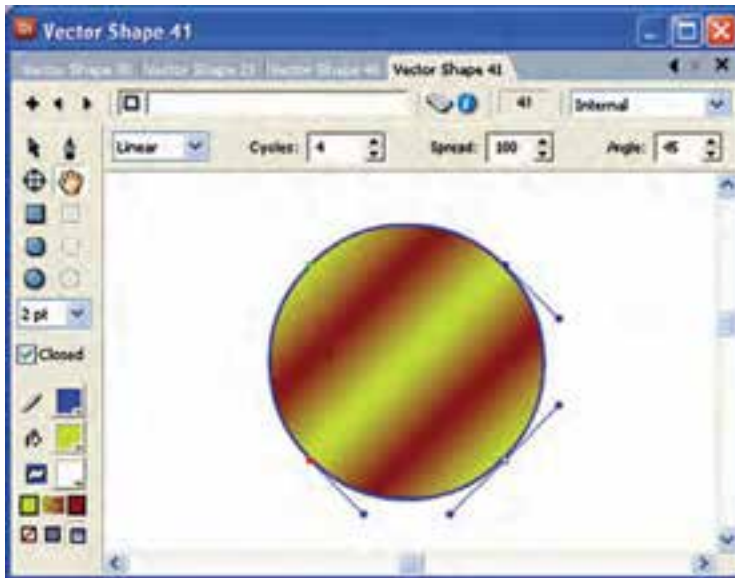 Vector Shape 41
Vector Shape 41
41 Internal
Linear Cycles: 4 Spread: 100 Angle: 45
2 pt
Closed